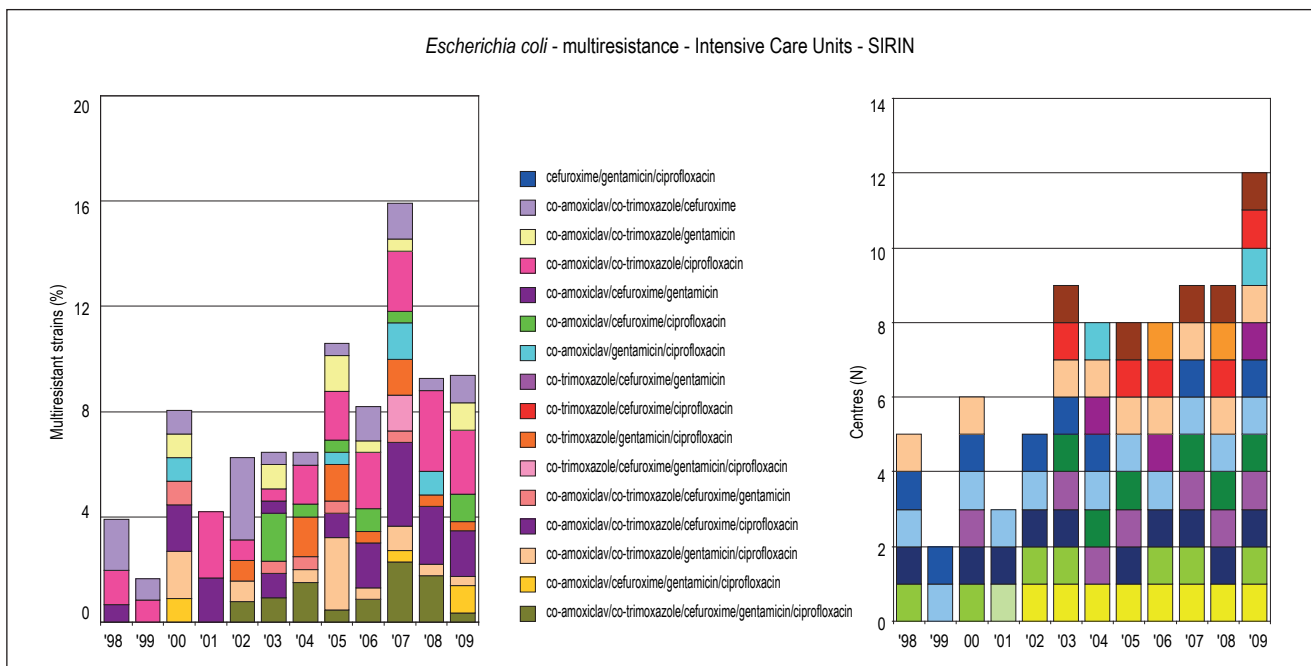 Escherichia coli - multiresistance - Intensive Care Units - SIRIN
20
16
12
8
4
0
Multiresistant strains (%)
'98 '99 '00 '01 '02 '03 '04 '05 '06 '07 '08 '09
cefuroxime/gentamicin/ciprofloxacin
co-amoxiclav/co-trimoxazole/cefuroxime
co-amoxiclav/co-trimoxazole/gentamicin
co-amoxiclav/co-trimoxazole/ciprofloxacin
co-amoxiclav/cefuroxime/gentamicin
co-amoxiclav/cefuroxime/ciprofloxacin
co-amoxiclav/gentamicin/ciprofloxacin
co-trimoxazole/cefuroxime/gentamicin
co-trimoxazole/cefuroxime/ciprofloxacin
co-trimoxazole/gentamicin/ciprofloxacin
co-trimoxazole/cefuroxime/gentamicin/ciprofloxacin
co-amoxiclav/co-trimoxazole/cefuroxime/gentamicin
co-amoxiclav/co-trimoxazole/cefuroxime/ciprofloxacin
co-amoxiclav/co-trimoxazole/gentamicin/ciprofloxacin
co-amoxiclav/cefuroxime/gentamicin/ciprofloxacin
co-amoxiclav/co-trimoxazole/cefuroxime/gentamicin/ciprofloxacin
14
12
10
8
6
4
2
0
Centres (N)
'98 '99 00 '01 '02 '03 '04 '05 '06 '07 '08 '09